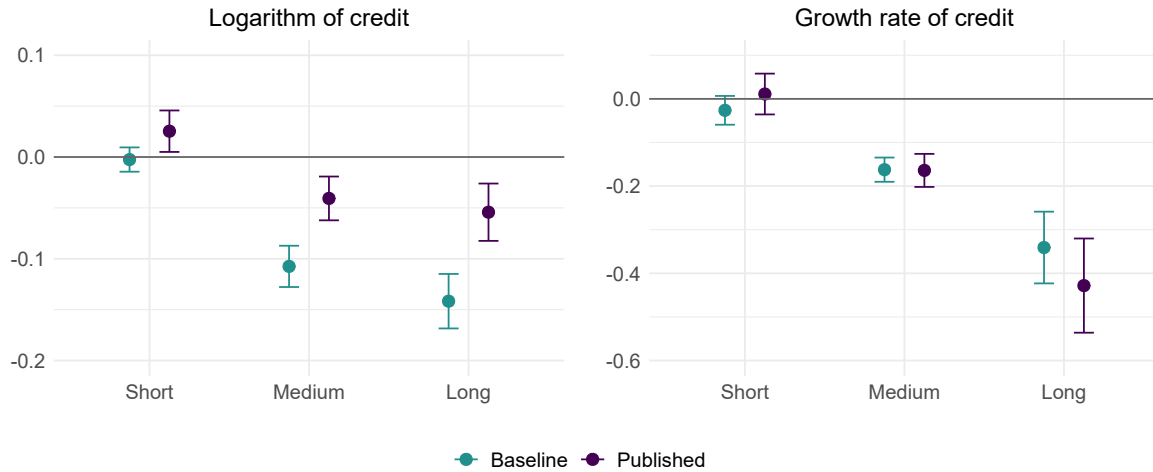 Logarithm of credit
Growth rate of credit
0.1
0.0
-0.1
-0.2
Short Medium Long
0.0
-0.2
-0.4
-0.6
Short Medium Long
Baseline Published